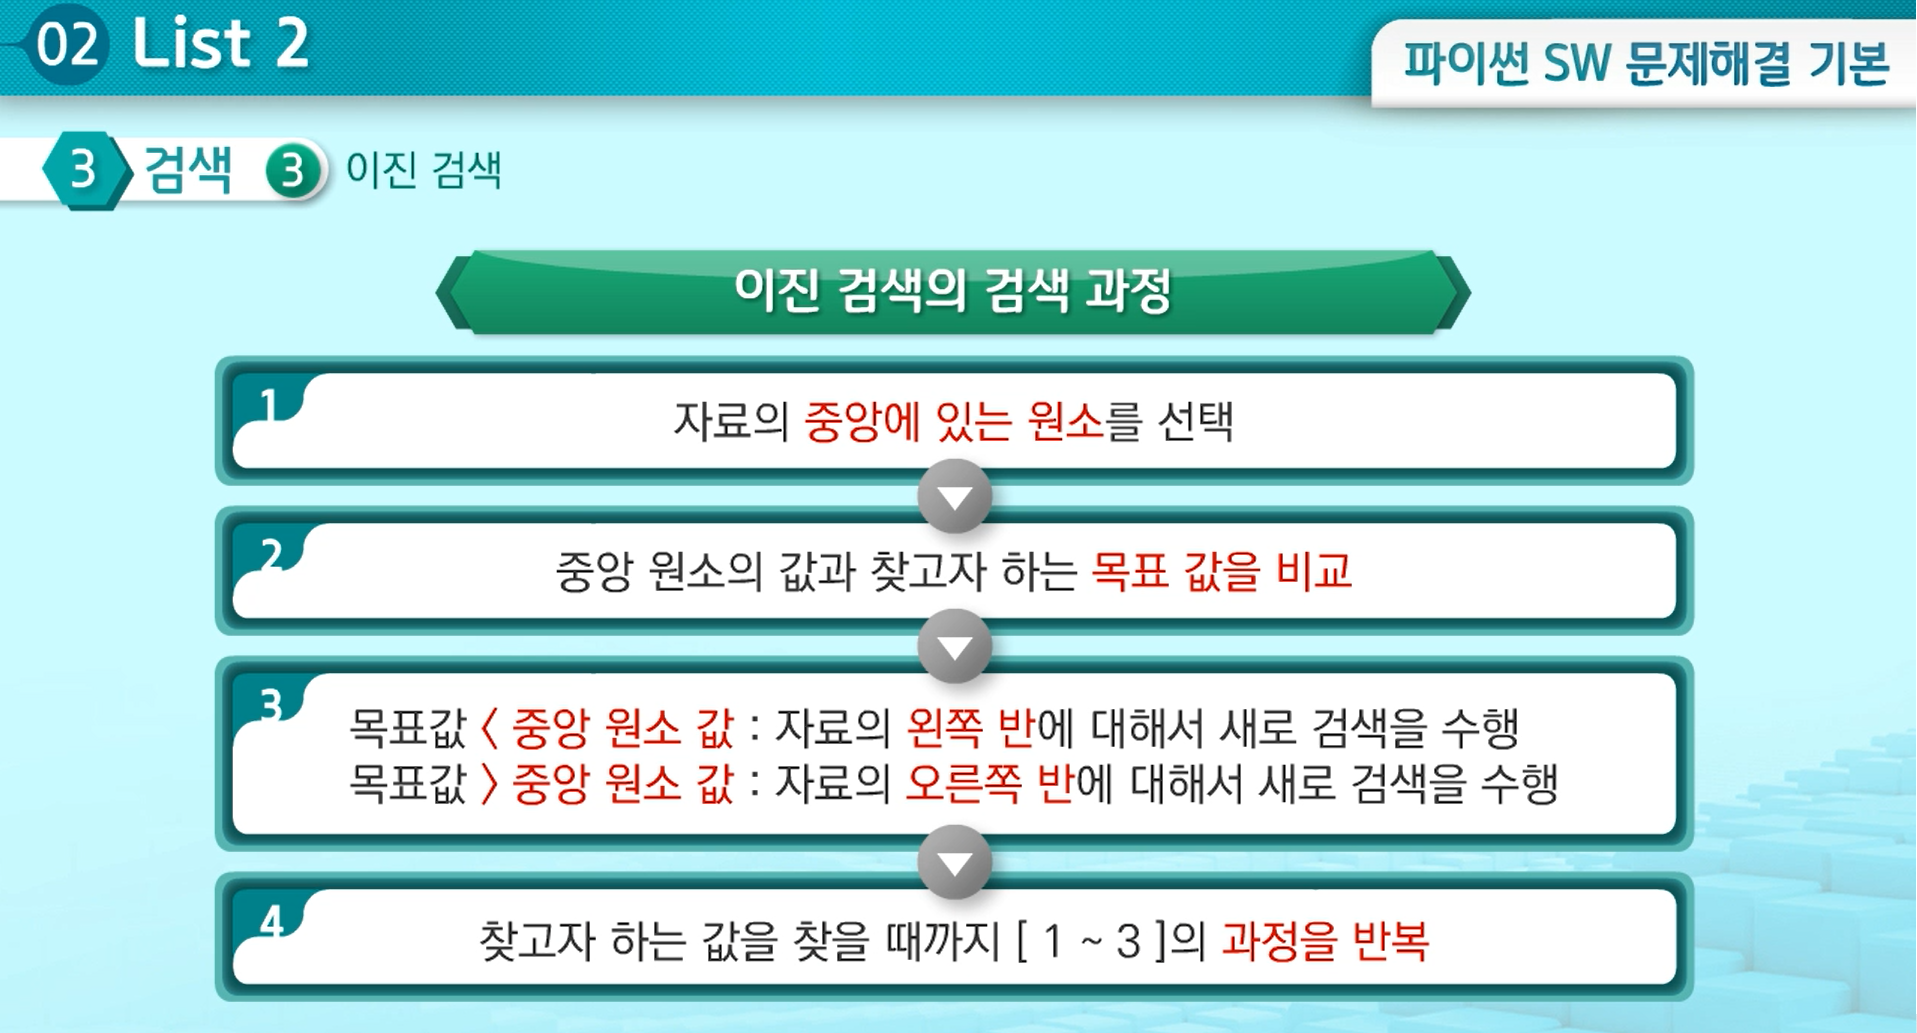 02 List 2
파이썬 SW 문제해결 기본
3 검색 3 이진 검색
이진 검색의 검색 과정
1
자료의 중앙에 있는 원소를 선택
2
중앙 원소의 값과 찾고자 하는 목표 값을 비교
3
목표값 < 중앙 원소 값 : 자료의 왼쪽 반에 대해서 새로 검색을 수행
목표값 > 중앙 원소 값 : 자료의 오른쪽 반에 대해서 새로 검색을 수행
4
찾고자 하는 값을 찾을 때까지 [ 1 ~ 3 ]의 과정을 반복